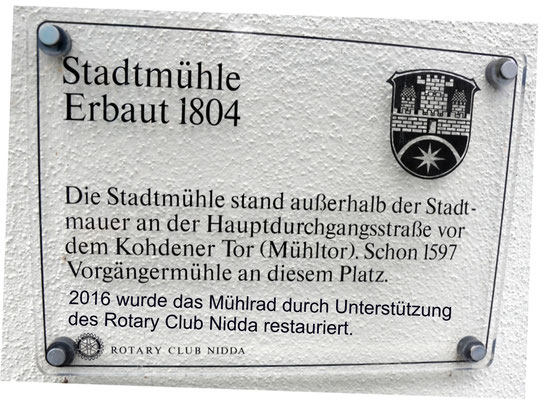 Stadtmühle
Erbaut 1804
Die Stadtmühle stand außerhalb der Stadt-
mauer an der Hauptdurchgangsstraße vor
dem Kohdener Tor (Mühltor). Schon 1597
Vorgängermühle an diesem Platz.
2016 wurde das Mühlrad durch Unterstützung
des Rotary Club Nidda restauriert.
ROTARY CLUB NIDDA